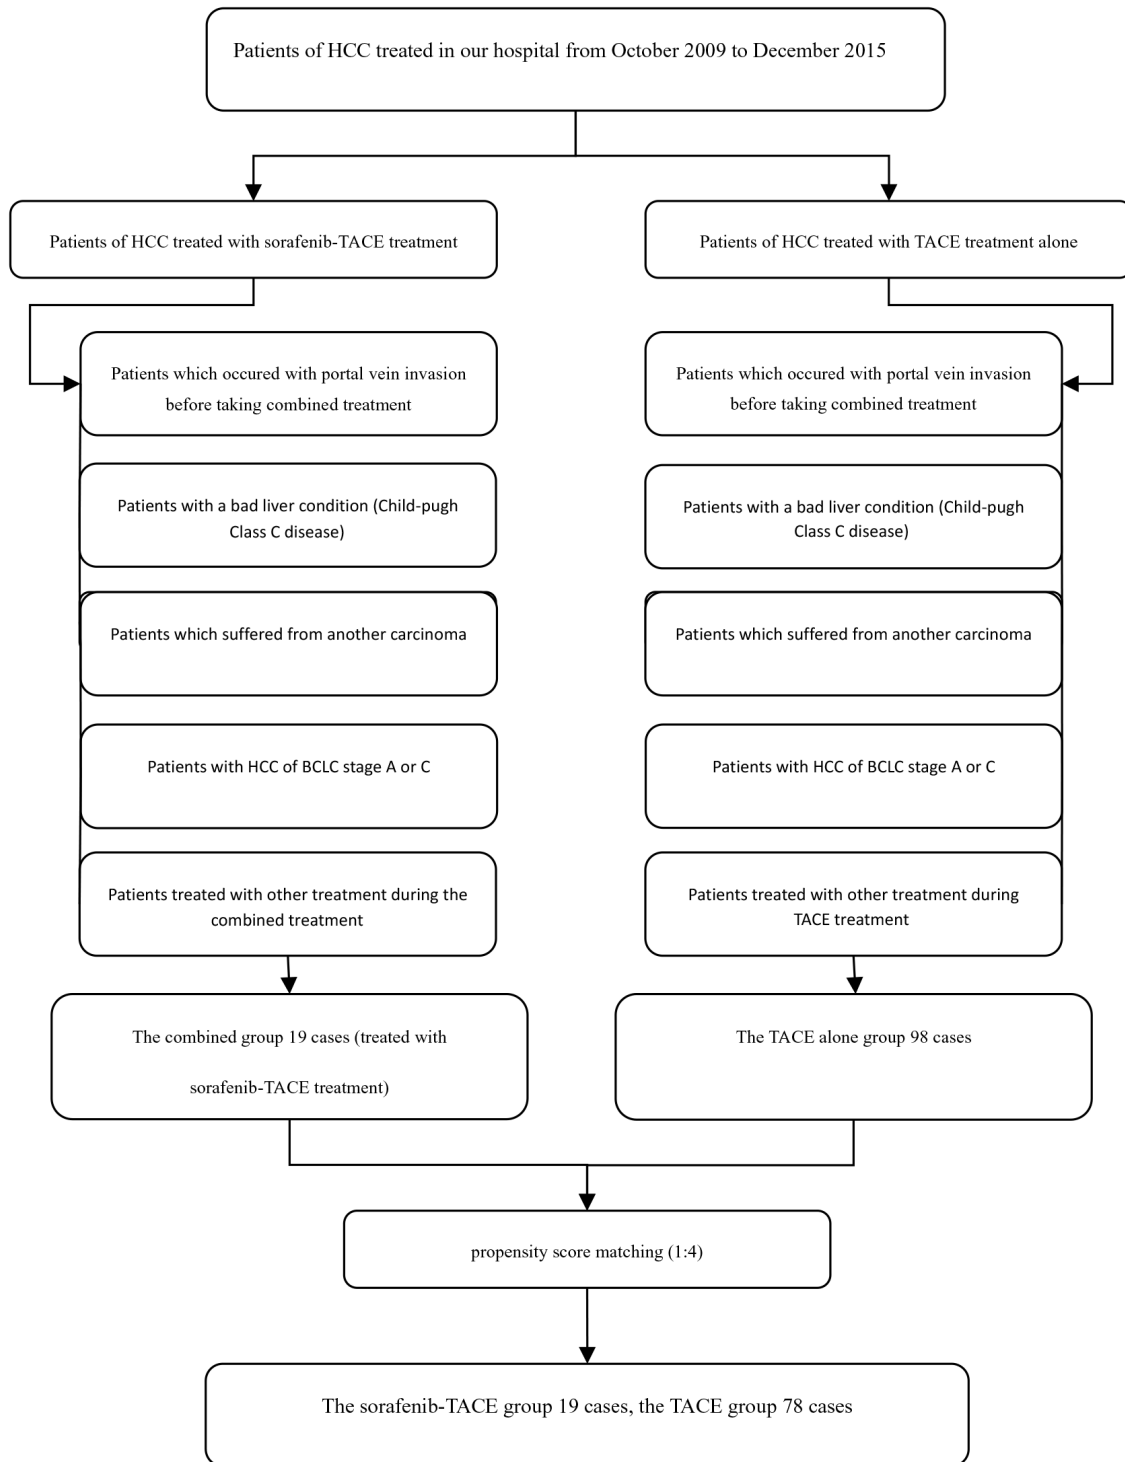 Patients of HCC treated in our hospital from October 2009 to December 2015
Patients of HCC treated with sorafenib-TACE treatment
Patients of HCC treated with TACE treatment alone
Patients which occured with portal vein invasion
before taking combined treatment
Patients which occured with portal vein invasion
before taking combined treatment
Patients with a bad liver condition (Child-pugh
Class C disease)
Patients with a bad liver condition (Child-pugh
Class C disease)
Patients which suffered from another carcinoma
Patients which suffered from another carcinoma
Patients with HCC of BCLC stage A or C
Patients with HCC of BCLC stage A or C
Patients treated with other treatment during the
combined treatment
Patients treated with other treatment during
TACE treatment
The combined group 19 cases (treated with
sorafenib-TACE treatment)
The TACE alone group 98 cases
propensity score matching (1:4)
The sorafenib-TACE group 19 cases, the TACE group 78 cases